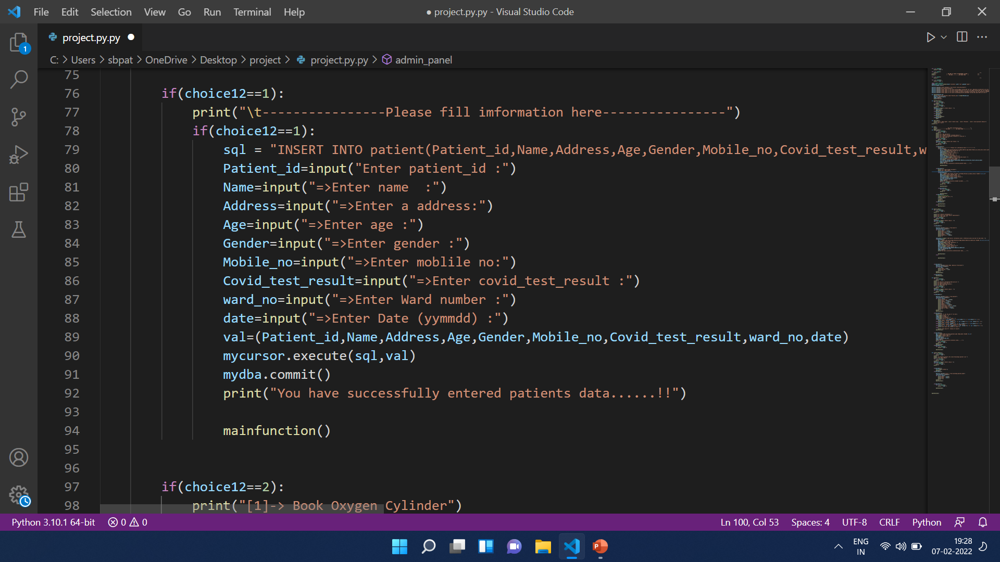 File Edit Selection View Go Run Terminal Help
● project.py.py - Visual Studio Code
project.py.py
C: > Users > sbpat > OneDrive > Desktop > project > project.py.py > admin_panel
1
75
76 if(choice12==1):
77 print("\t----------------Please fill imformation here----------------")
78 if(choice12==1):
79 sql = "INSERT INTO patient(Patient_id,Name,Address,Age,Gender,Mobile_no,Covid_test_result,w
80 Patient_id=input("Enter patient_id :")
81 Name=input("=>Enter name  :")
82 Address=input("=>Enter a address:")
83 Age=input("=>Enter age :")
84 Gender=input("=>Enter gender :")
85 Mobile_no=input("=>Enter moblile no:")
86 Covid_test_result=input("=>Enter covid_test_result :")
87 ward_no=input("=>Enter Ward number :")
88 date=input("=>Enter Date (yymmdd) :")
89 val=(Patient_id,Name,Address,Age,Gender,Mobile_no,Covid_test_result,ward_no,date)
90 mycursor.execute(sql,val)
91 mydba.commit()
92 print("You have successfully entered patients data......!!")
93
94 mainfunction()
95
96
97 if(choice12==2):
98 print("[1]-> Book Oxygen Cylinder")
Python 3.10.1 64-bit 0 0 Ln 100, Col 53 Spaces: 4 UTF-8 CRLF Python
ENG
IN
19:28
07-02-2022